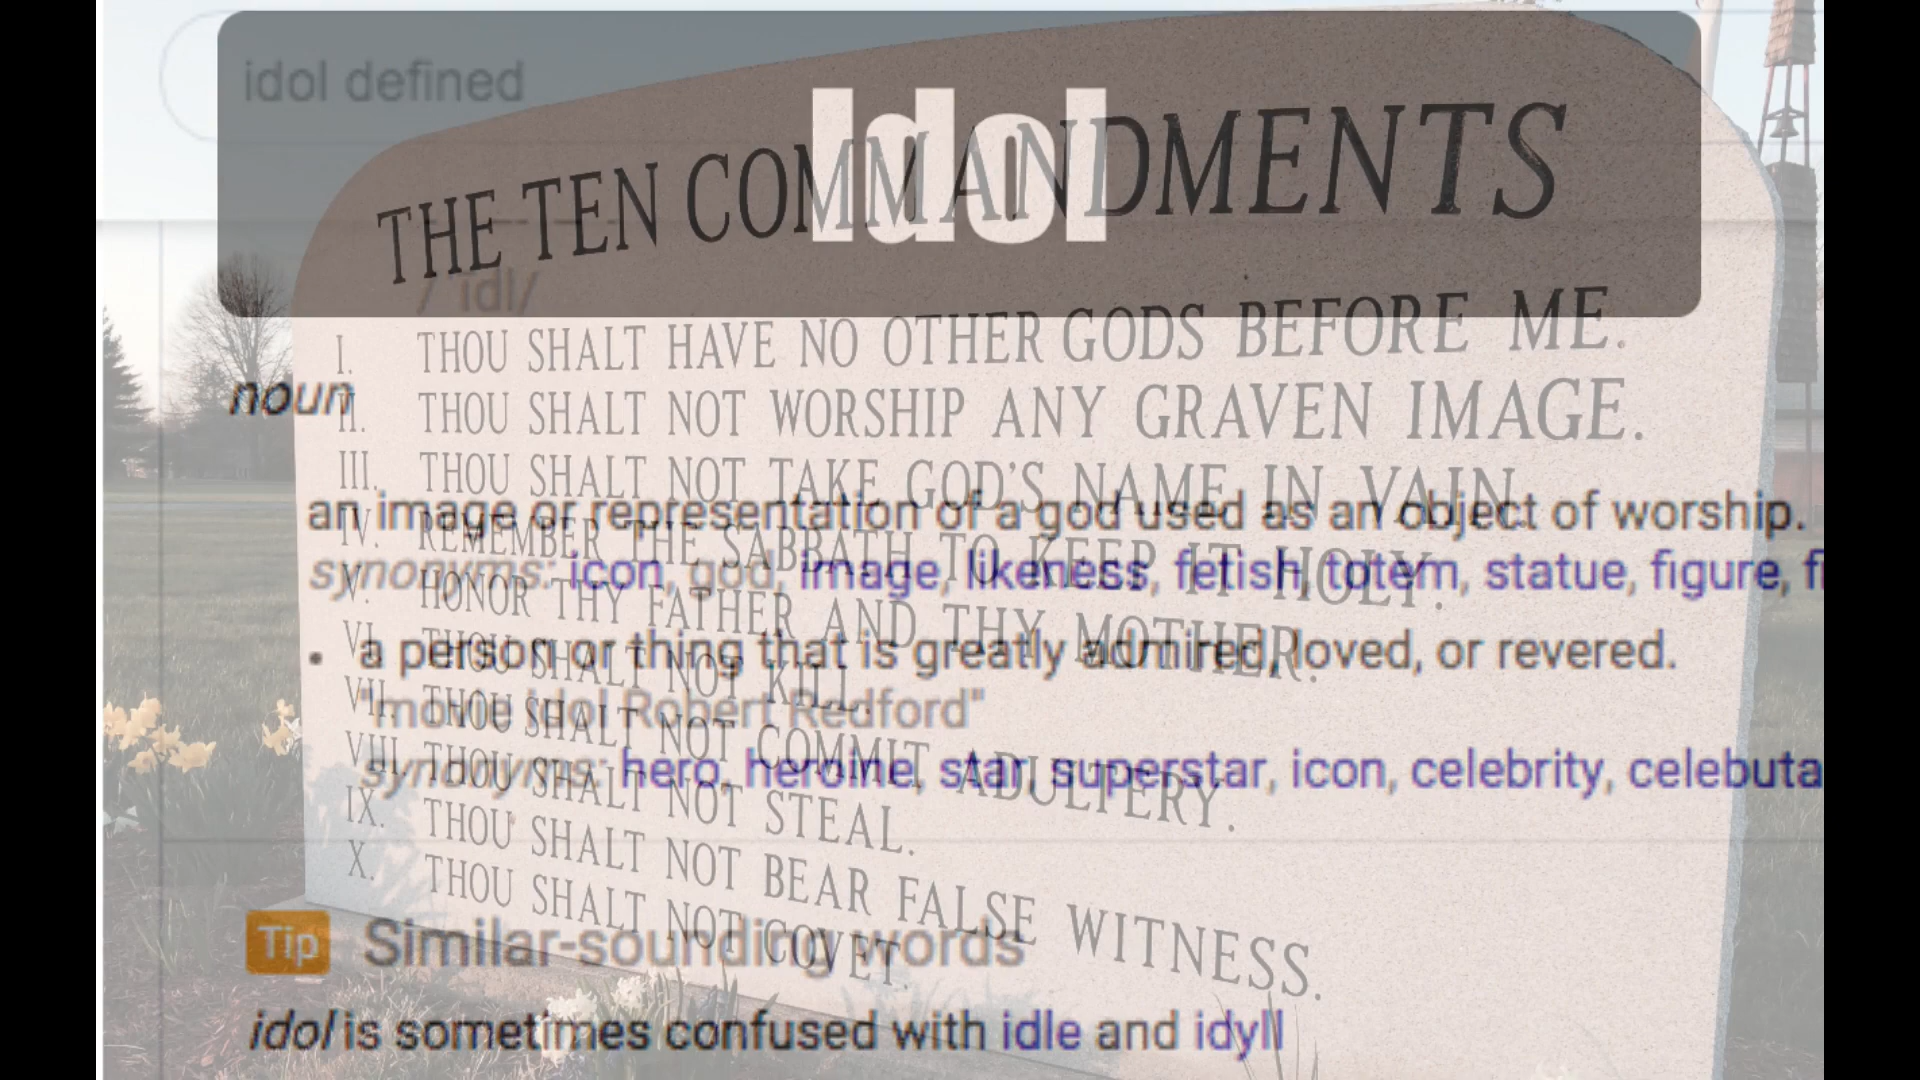 idol defined
Idol
THE TEN COMMANDMENTS
/ˈīdl/
I. THOU SHALT HAVE NO OTHER GODS BEFORE ME.
noun
II. THOU SHALT NOT WORSHIP ANY GRAVEN IMAGE.
III. THOU SHALT NOT TAKE GOD'S NAME IN VAIN.
an image or representation of a god used as an object of worship.
IV. REMEMBER THE SABBATH TO KEEP IT HOLY.
synonyms: icon, god, image, likeness, fetish, totem, statue, figure,
V. HONOR THY FATHER AND THY MOTHER.
VI. THOU SHALT NOT KILL.
• a person or thing that is greatly admired, loved, or revered.
VII. THOU SHALT NOT COMMIT ADULTERY.
"movie idol Robert Redford"
VIII. THOU SHALT NOT STEAL.
synonyms: hero, heroine, star, superstar, icon, celebrity,
IX. THOU SHALT NOT BEAR FALSE WITNESS.
X. THOU SHALT NOT COVET.
Tip Similar-sounding words
idol is sometimes confused with idle and idyll